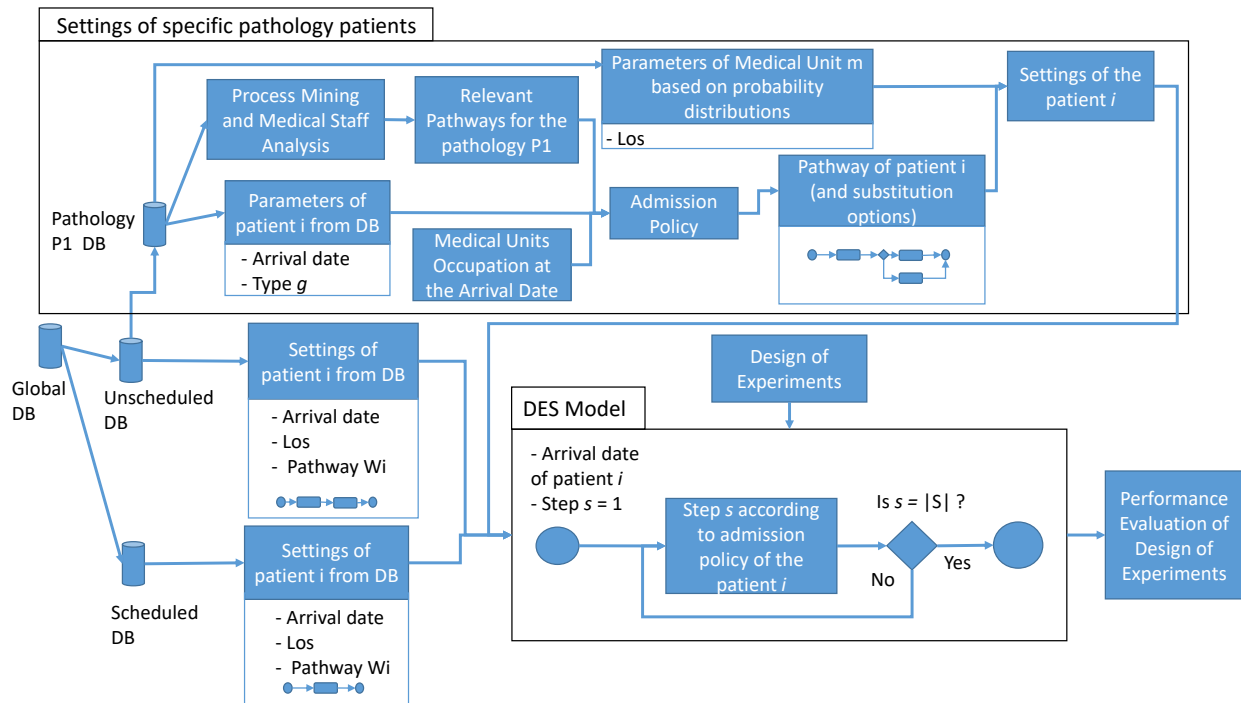 Settings of specific pathology patients
Process Mining
and Medical Staff
Analysis
Relevant
Pathways for the
pathology P1
Parameters of Medical Unit m
based on probability
distributions
- Los
Settings of the
patient i
Pathology
P1 DB
Parameters of
patient i from DB
- Arrival date
- Type g
Medical Units
Occupation at
the Arrival Date
Admission
Policy
Pathway of patient i
(and substitution
options)
Global
DB
Unscheduled
DB
Settings of
patient i from DB
- Arrival date
- Los
- Pathway Wi
Scheduled
DB
Settings of
patient i from DB
- Arrival date
- Los
- Pathway Wi
Design of
Experiments
DES Model
- Arrival date
of patient i
- Step s = 1
Step s according
to admission
policy of the
patient i
Is s = |S| ?
No
Yes
Performance
Evaluation of
Design of
Experiments